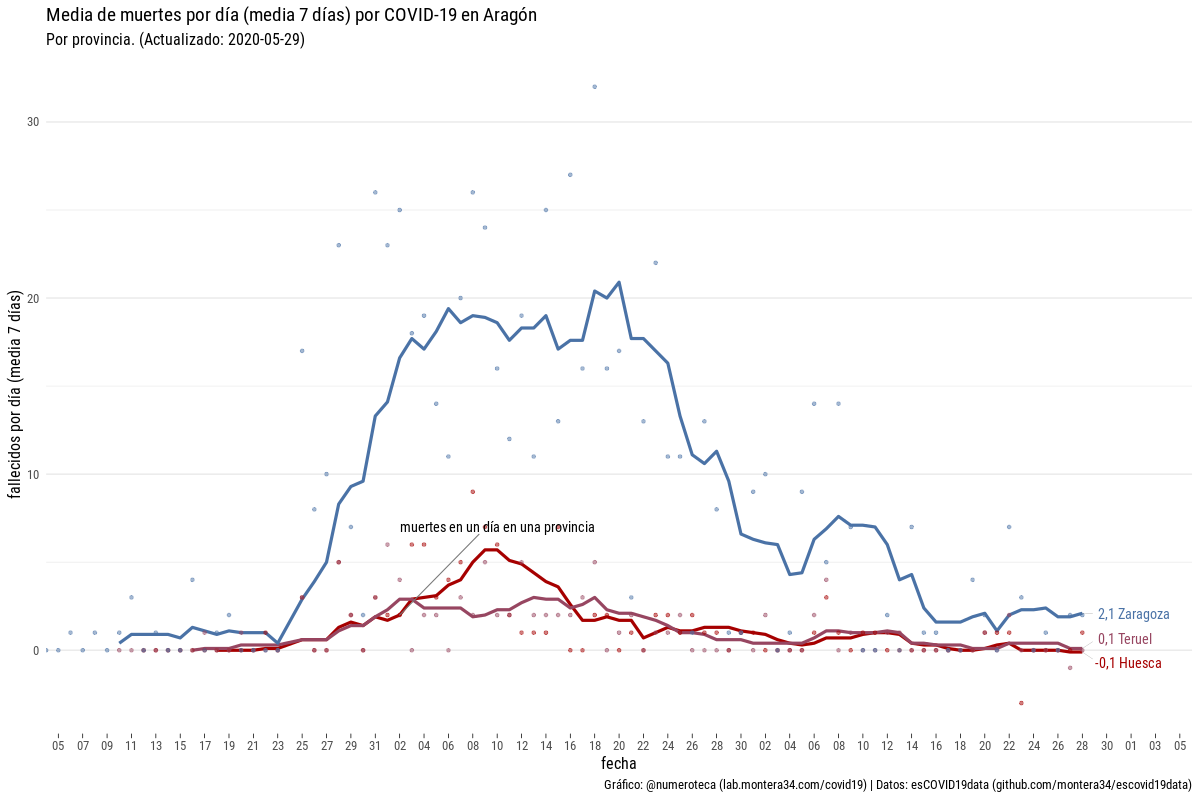 Media de muertes por día (media 7 días) por COVID-19 en Aragón
Por provincia. (Actualizado: 2020-05-29)
fallecidos por día (media 7 días)
30
20
10
0
muertes en un día en una provincia
2,1 Zaragoza
0,1 Teruel
-0,1 Huesca
05 07 09 11 13 15 17 19 21 23 25 27 29 31 02 04 06 08 10 12 14 16 18 20 22 24 26 28 30 02 04 06 08 10 12 14 16 18 20 22 24 26 28 30 01 03 05
fecha
Gráfico: @numeroteca (lab.montera34.com/covid19) | Datos: esCOVID19data (github.com/montera34/escovid19data)